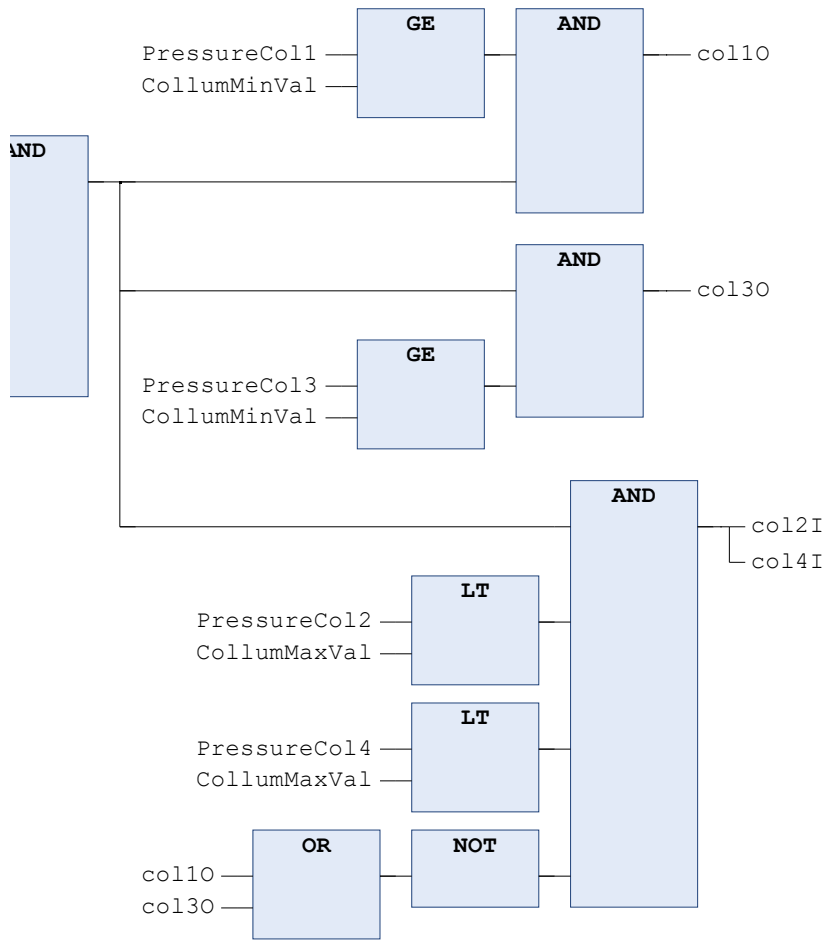 GE AND
PressureCol1 col1O
CollumMinVal
AND
AND
col3O
GE
PressureCol3
CollumMinVal
AND
col2I
col4I
LT
PressureCol2
CollumMaxVal
LT
PressureCol4
CollumMaxVal
OR NOT
col1O
col3O